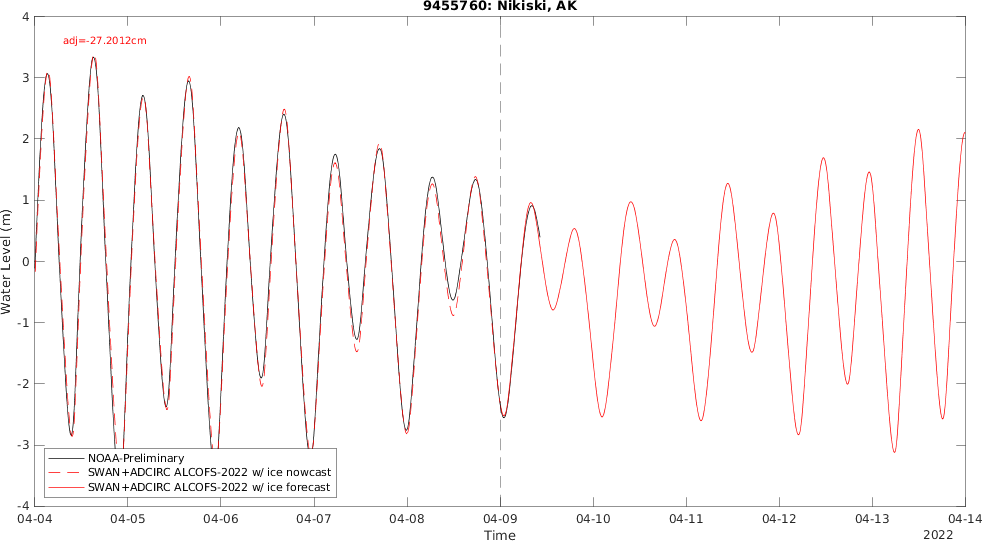 9455760: Nikiski, AK
adj=-27.2012cm
4
3
2
1
0
-1
-2
-3
-4
Water Level (m)
NOAA-Preliminary
SWAN+ADCIRC ALCOFS-2022 w/ ice nowcast
SWAN+ADCIRC ALCOFS-2022 w/ ice forecast
04-04 04-05 04-06 04-07 04-08 04-09 04-10 04-11 04-12 04-13 04-14
Time
2022